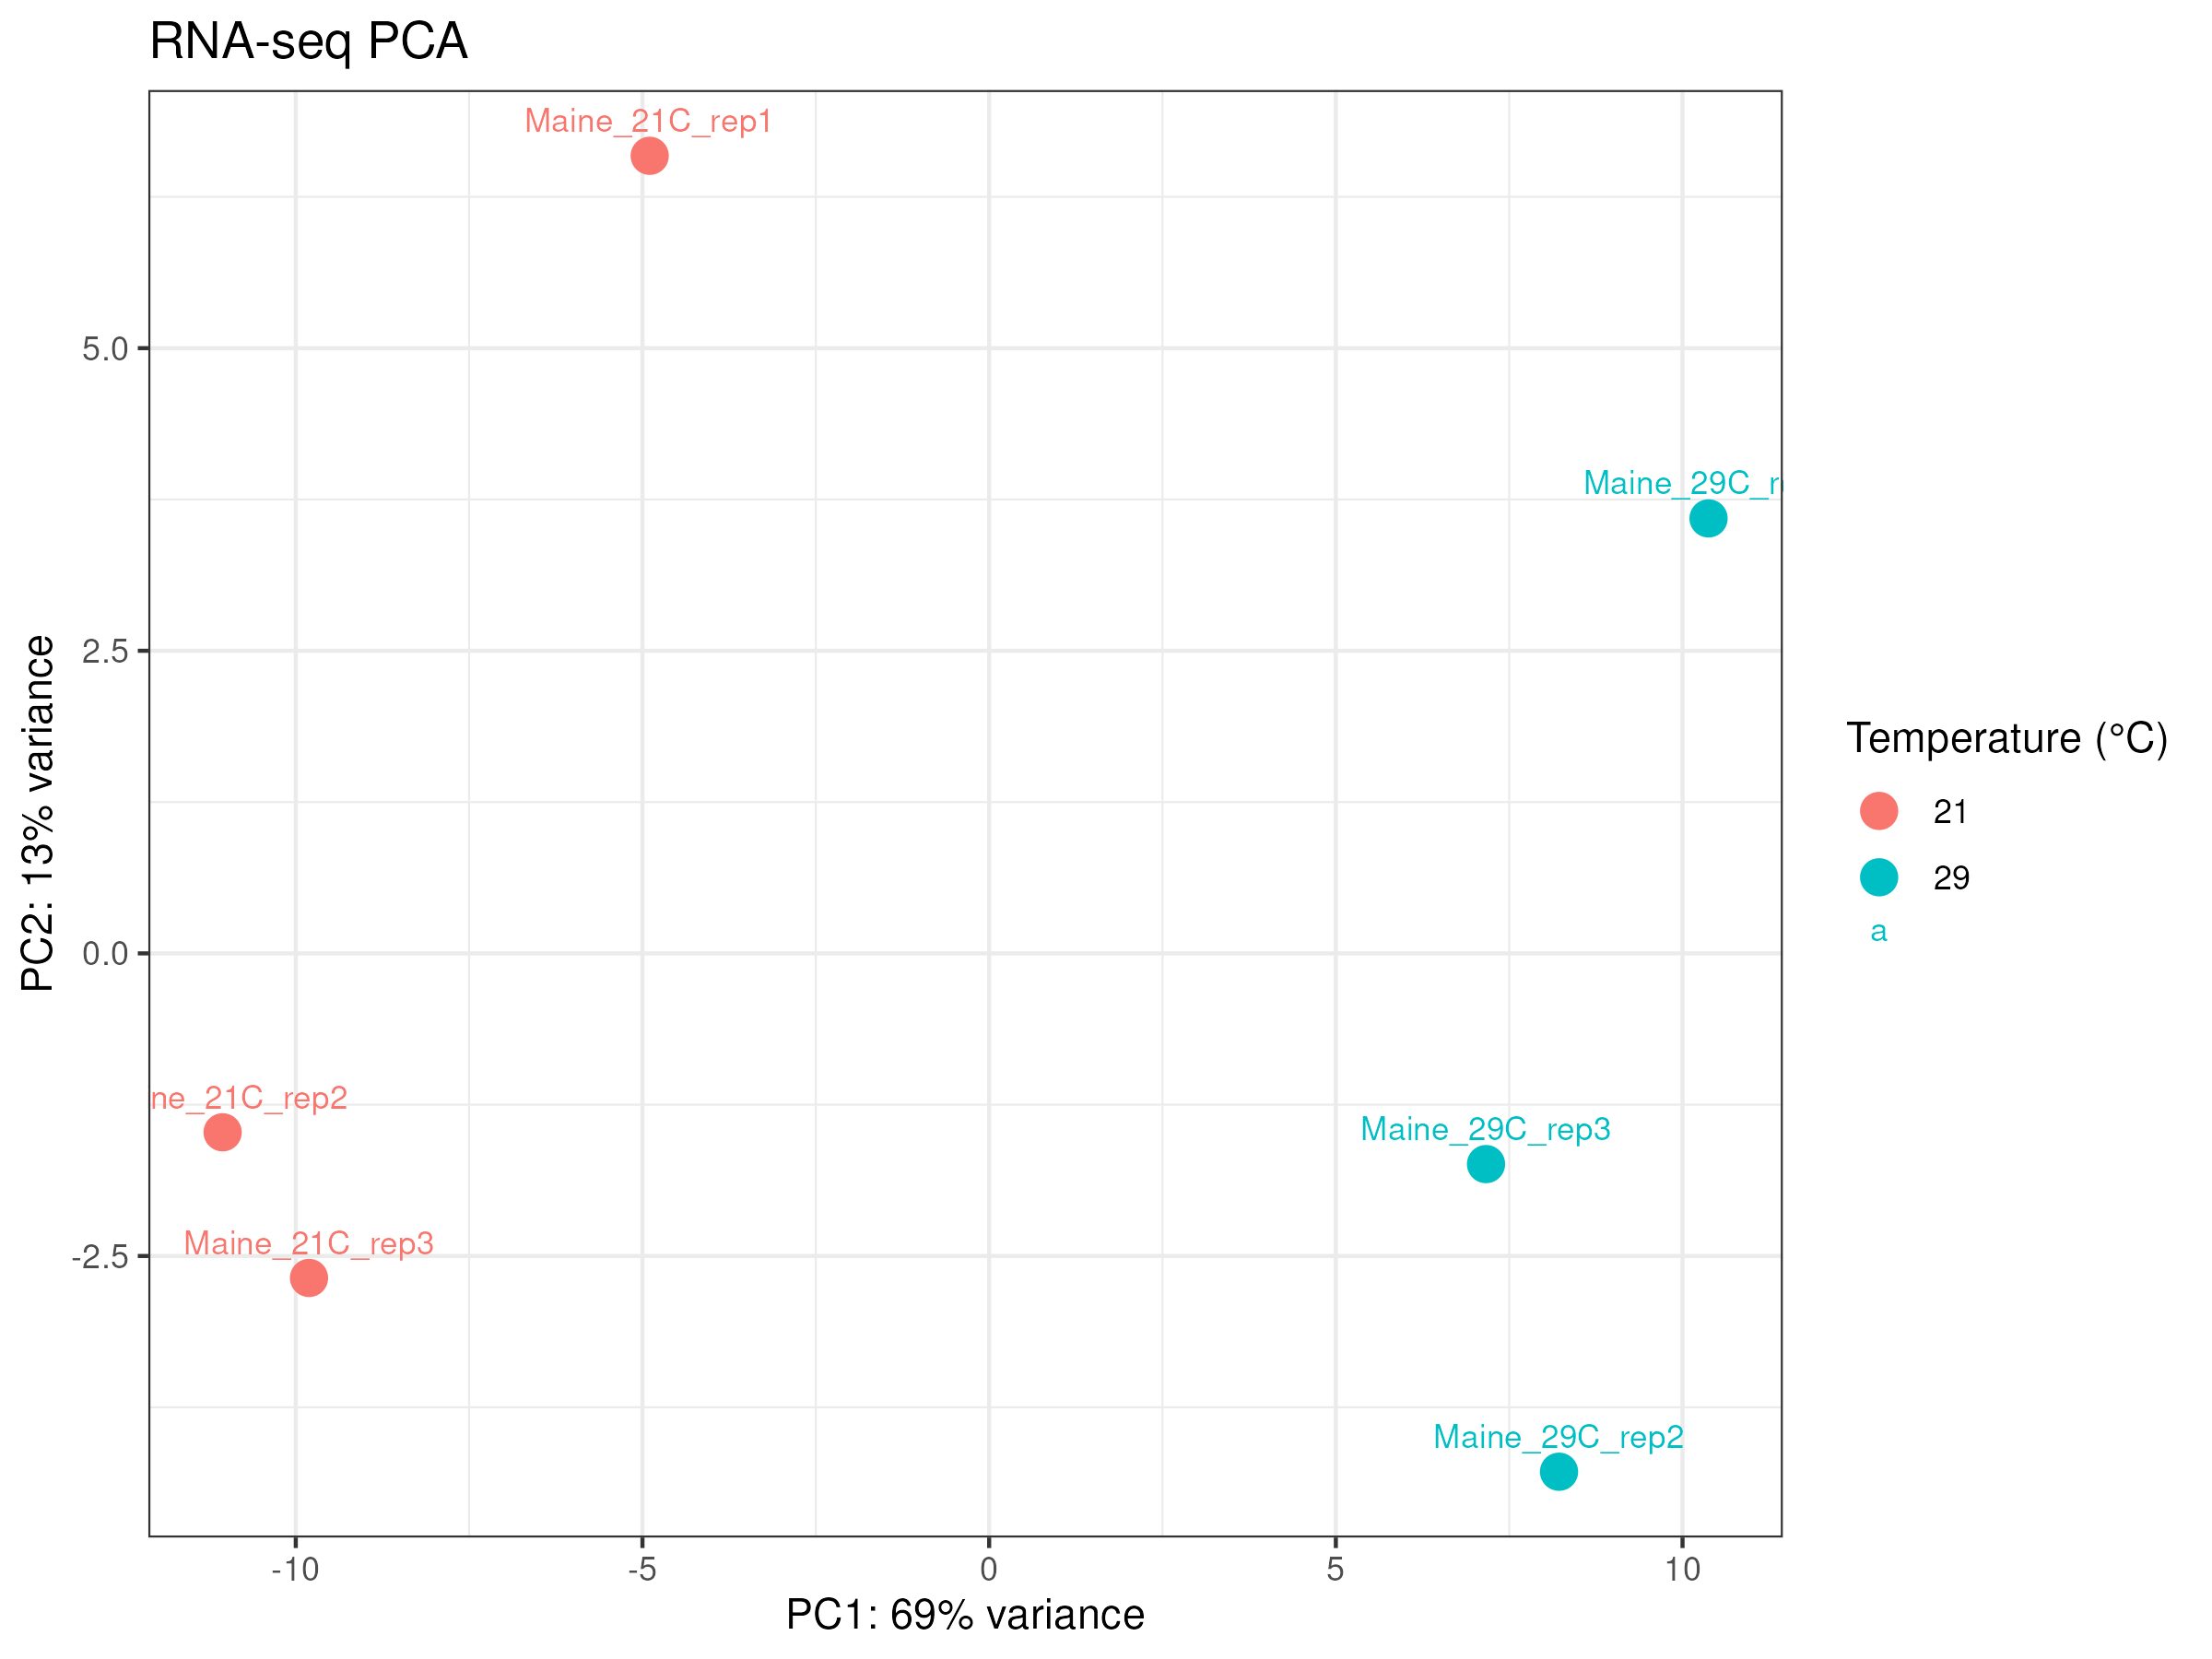 RNA-seq PCA
Maine_21C_rep1
5.0
Maine_29C_r
2.5
PC2: 13% variance
Temperature (°C)
21
29
a
0.0
ne_21C_rep2
Maine_29C_rep3
Maine_21C_rep3
-2.5
Maine_29C_rep2
-10
-5
0
5
10
PC1: 69% variance